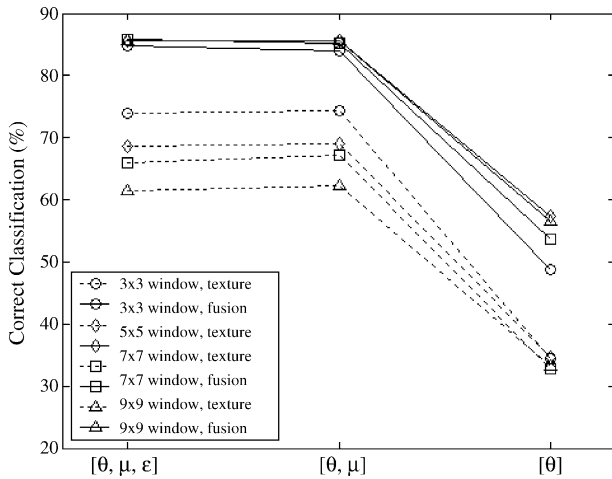 90
80
70
60
50
40
30
20
Correct Classification (%)
3x3 window, texture
3x3 window, fusion
5x5 window, texture
7x7 window, texture
7x7 window, fusion
9x9 window, texture
9x9 window, fusion
[θ, μ, ε]
[θ, μ]
[θ]